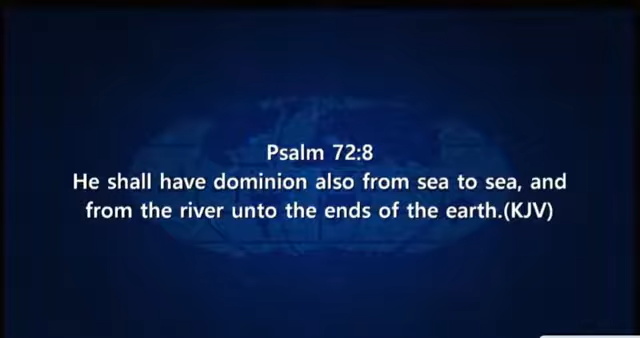 Psalm 72:8
He shall have dominion also from sea to sea, and
from the river unto the ends of the earth.(KJV)